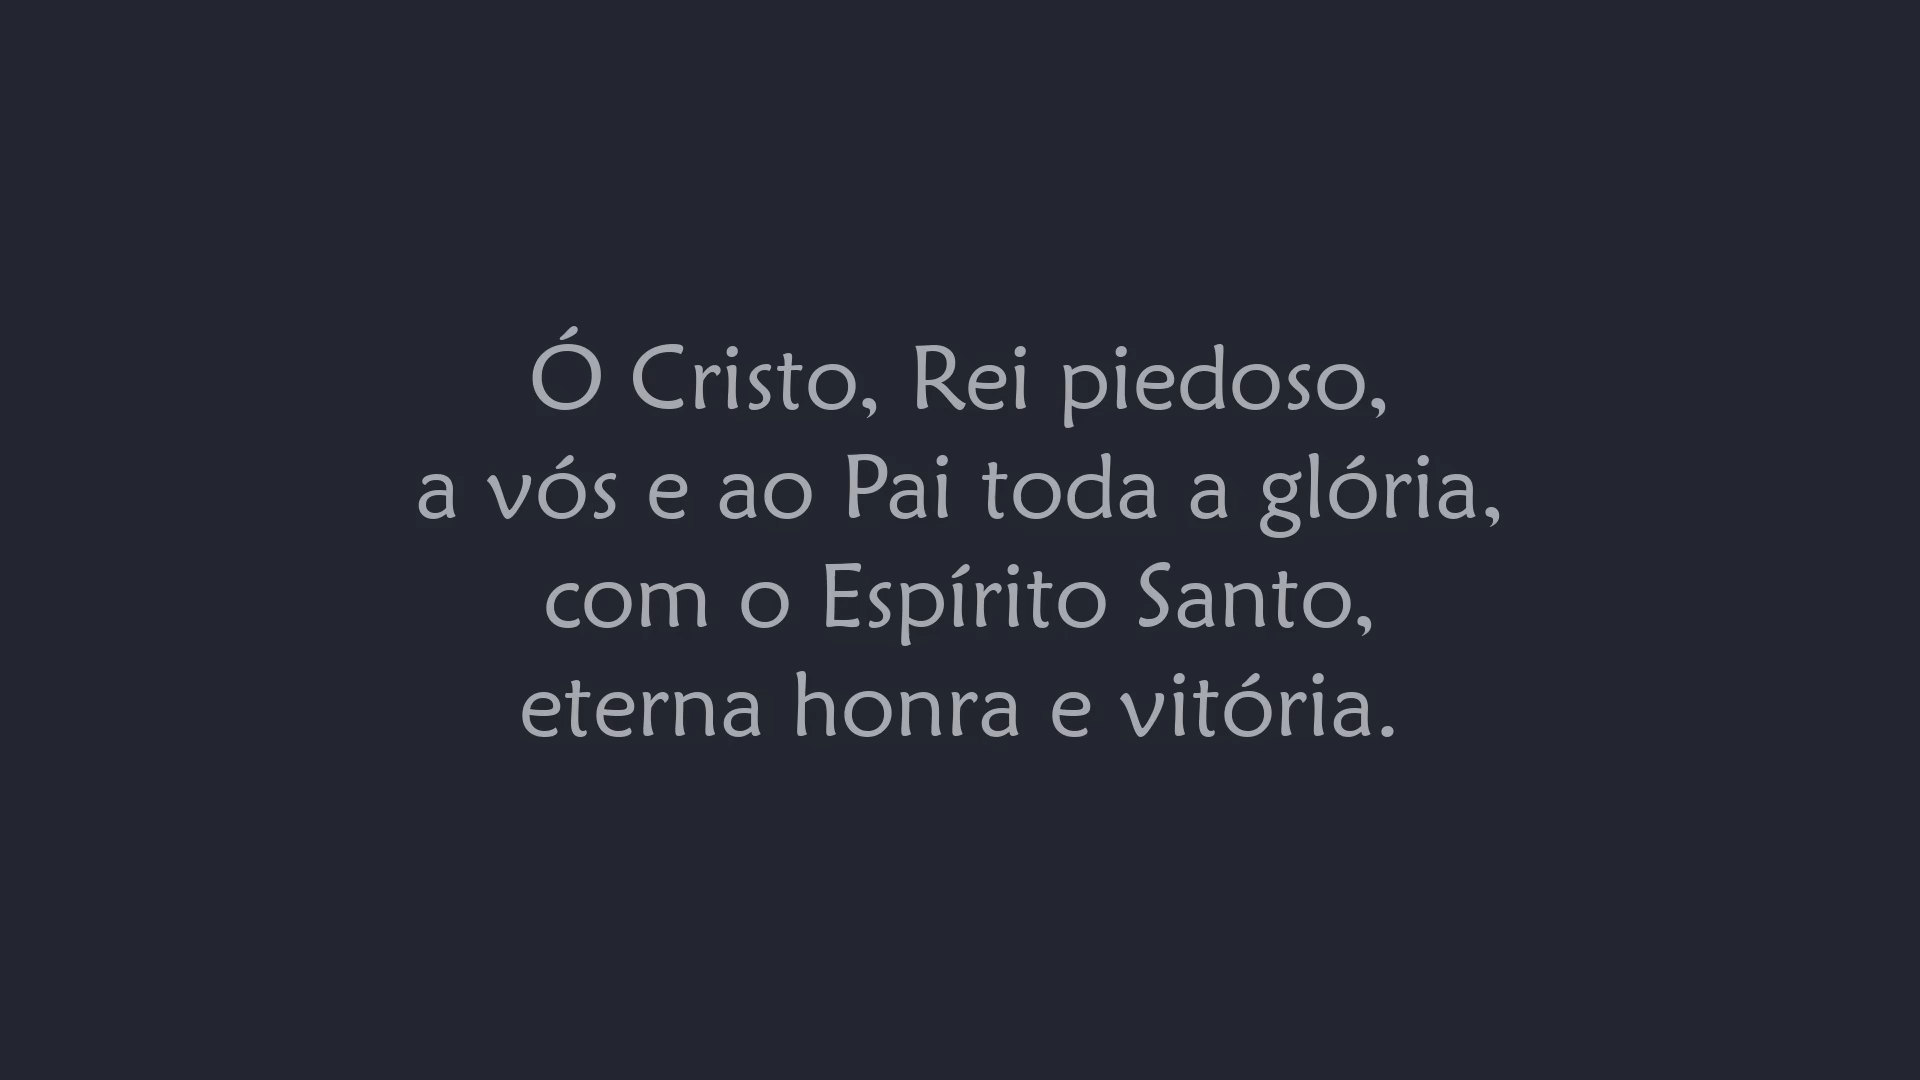 Ó Cristo, Rei piedoso,
a vós e ao Pai toda a glória,
com o Espírito Santo,
eterna honra e vitória.